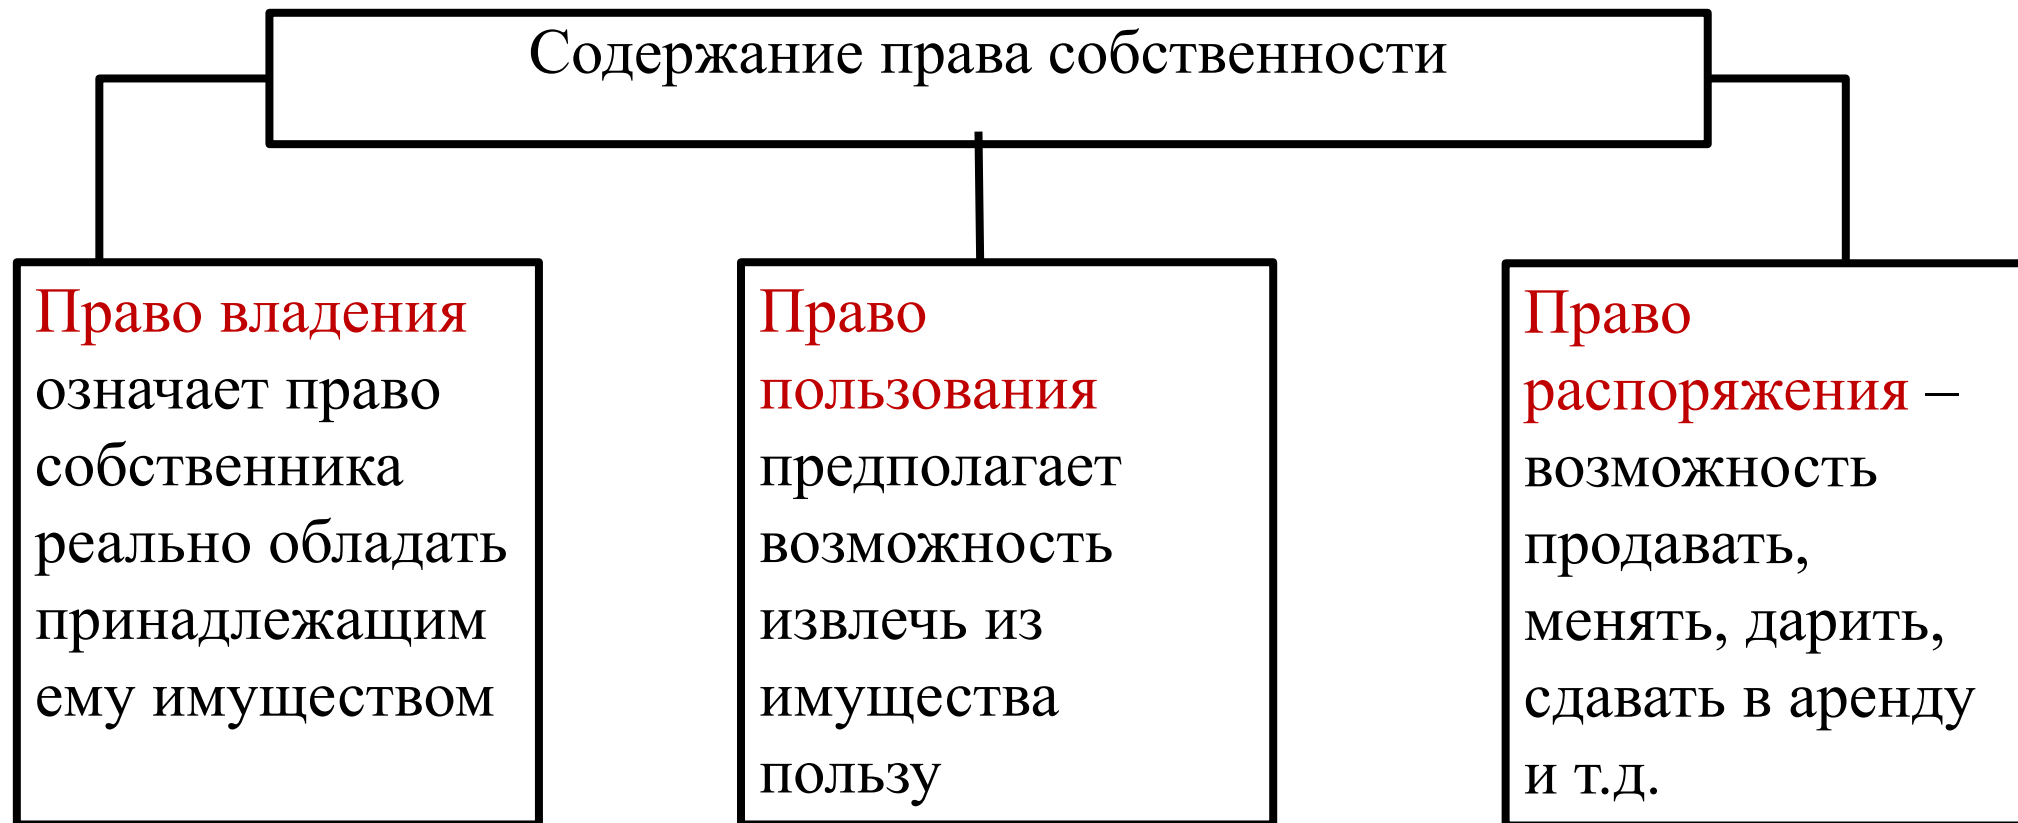 Содержание права собственности
Право владения
означает право
собственника
реально обладать
принадлежащим
ему имуществом
Право
пользования
предполагает
возможность
извлечь из
имущества
пользу
Право
распоряжения –
возможность
продавать,
менять, дарить,
сдавать в аренду
и т.д.